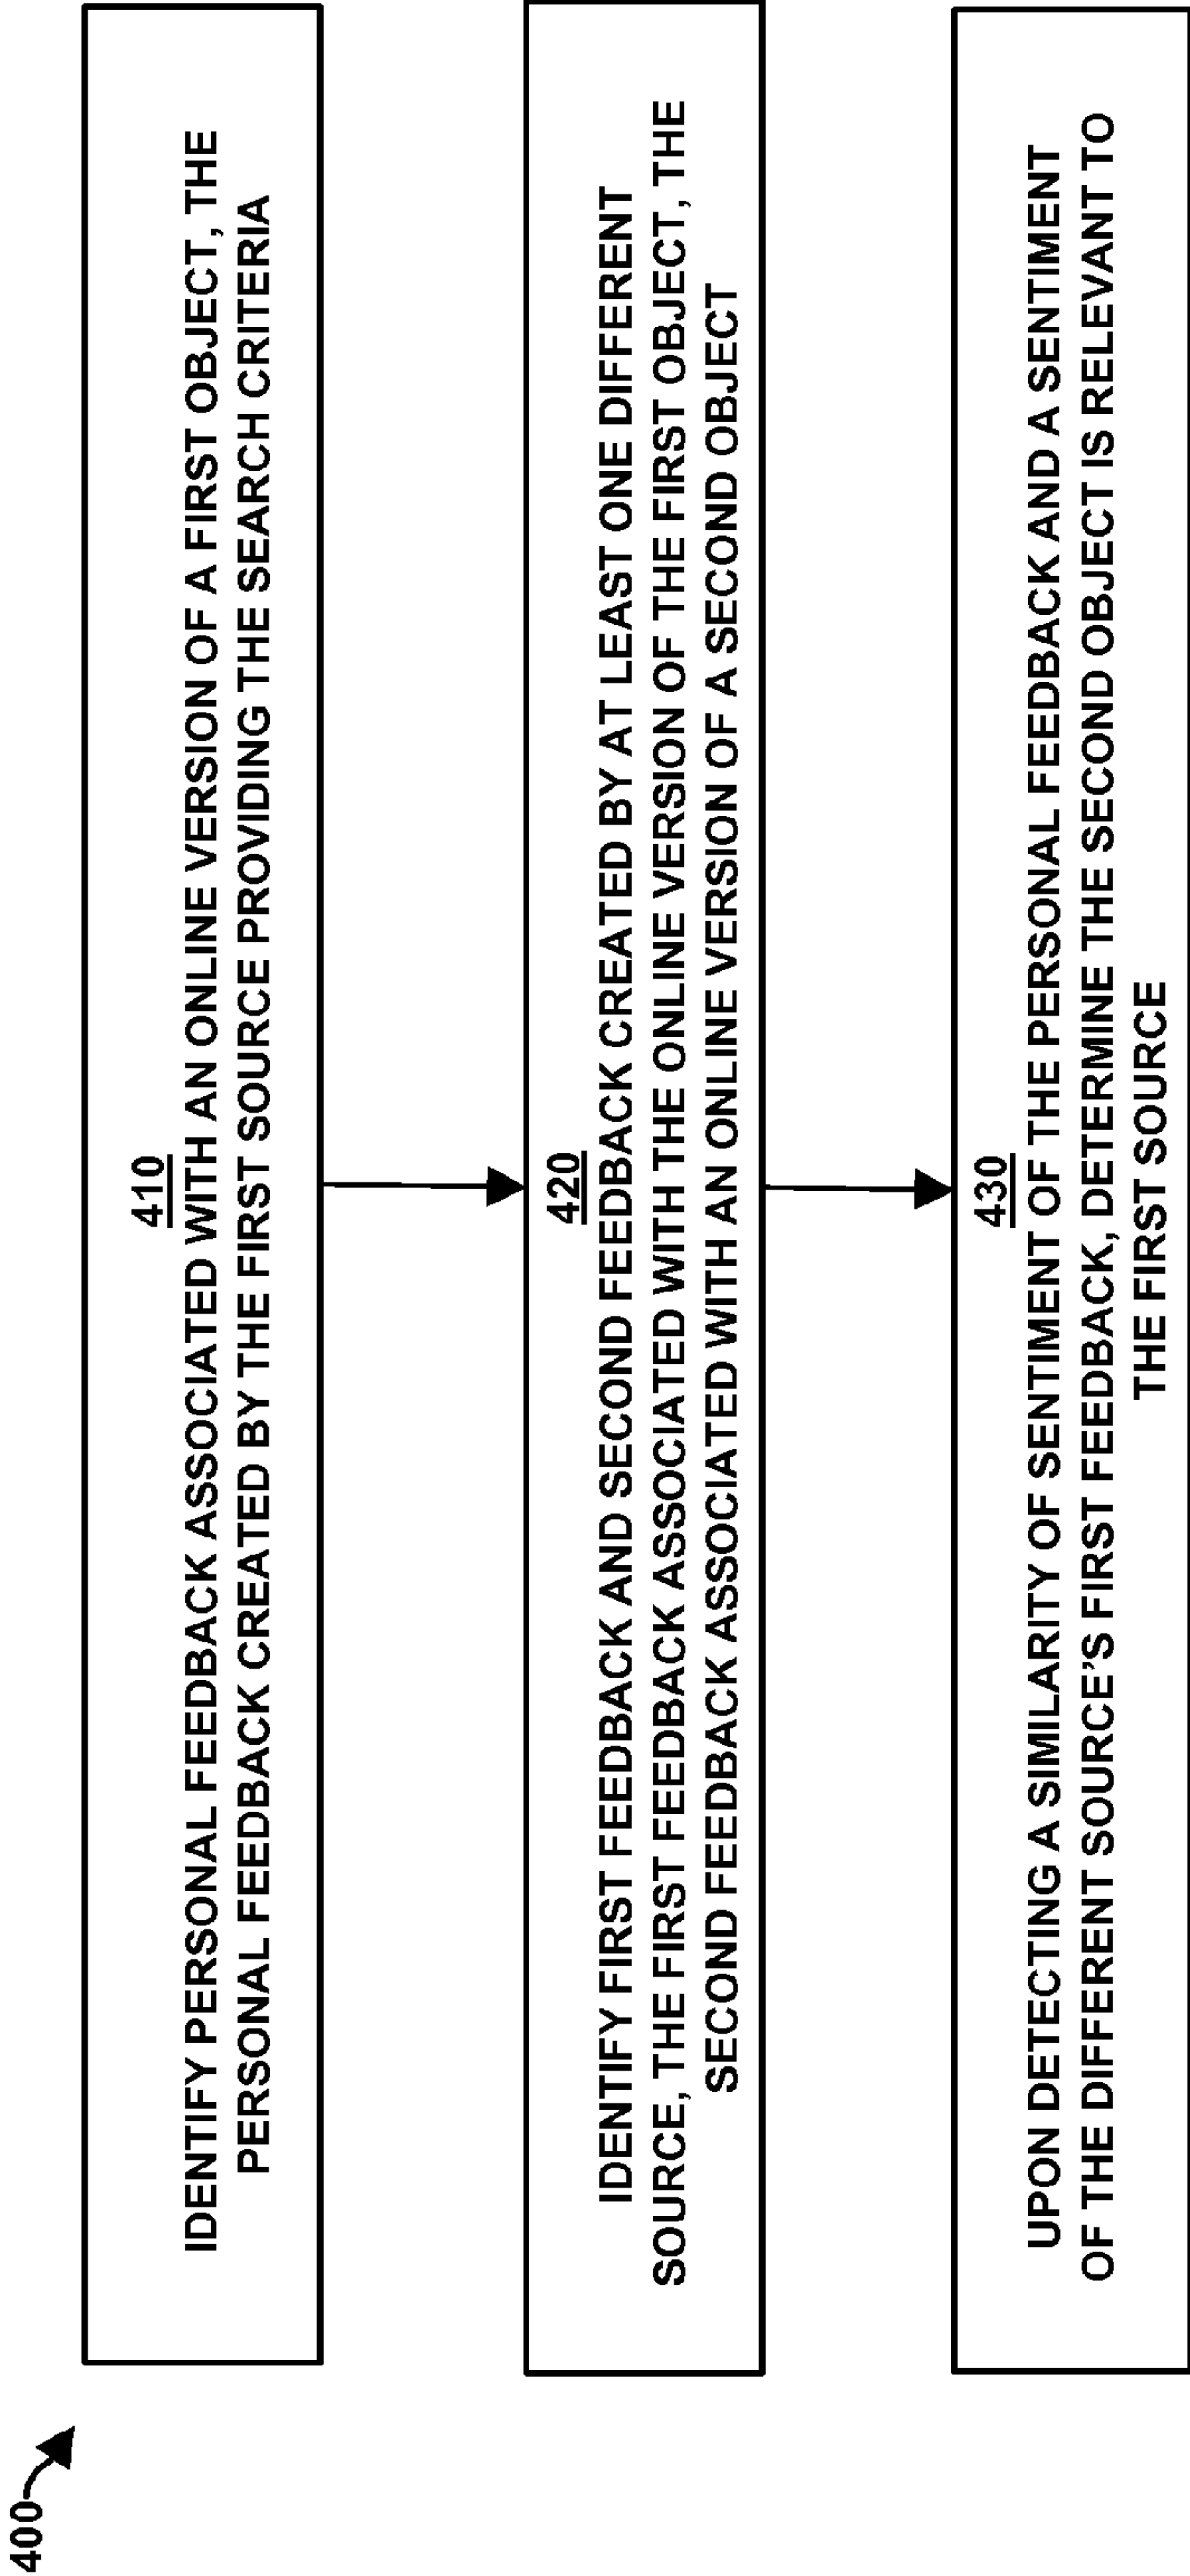 400
410
IDENTIFY PERSONAL FEEDBACK ASSOCIATED WITH AN ONLINE VERSION OF A FIRST OBJECT, THE
PERSONAL FEEDBACK CREATED BY THE FIRST SOURCE PROVIDING THE SEARCH CRITERIA
420
IDENTIFY FIRST FEEDBACK AND SECOND FEEDBACK CREATED BY AT LEAST ONE DIFFERENT
SOURCE, THE FIRST FEEDBACK ASSOCIATED WITH THE ONLINE VERSION OF THE FIRST OBJECT, THE
SECOND FEEDBACK ASSOCIATED WITH AN ONLINE VERSION OF A SECOND OBJECT
430
UPON DETECTING A SIMILARITY OF SENTIMENT OF THE PERSONAL FEEDBACK AND A SENTIMENT
OF THE DIFFERENT SOURCE'S FIRST FEEDBACK, DETERMINE THE SECOND OBJECT IS RELEVANT TO
THE FIRST SOURCE